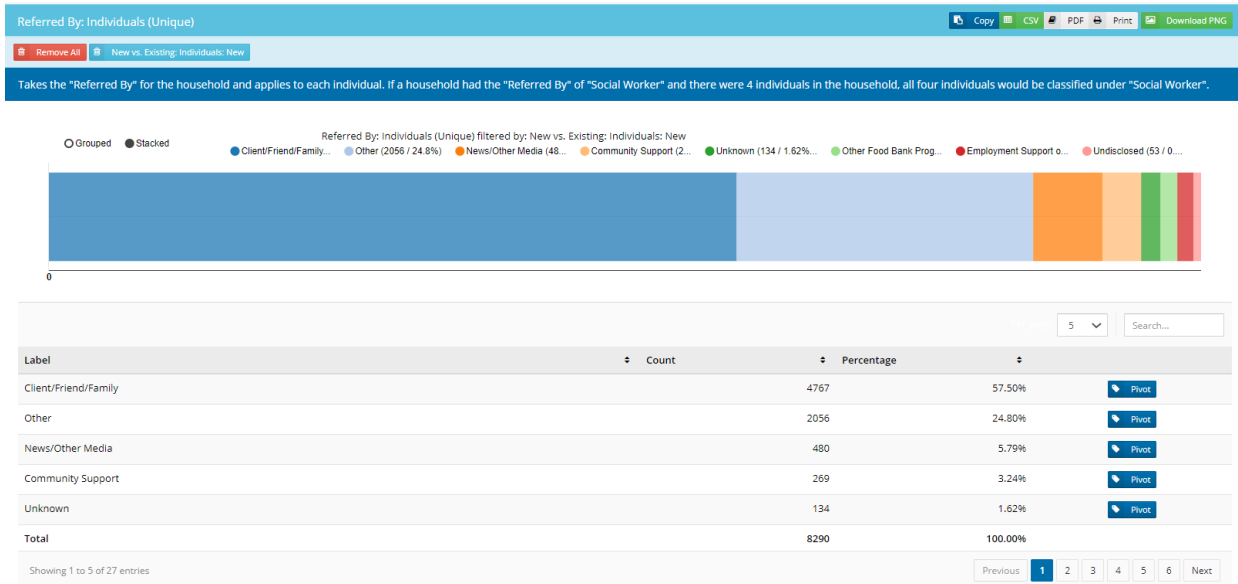 Referred By: Individuals (Unique)
Copy CSV PDF Print Download PNG
Remove All New vs. Existing: Individuals: New
Takes the "Referred By" for the household and applies to each individual. If a household had the "Referred By" of "Social Worker" and there were 4 individuals in the household, all four individuals would be classified under "Social Worker".
Referred By: Individuals (Unique) filtered by: New vs. Existing: Individuals: New
Grouped Stacked
Client/Friend/Family... Other (2056 / 24.8%) News/Other Media (48... Community Support (2... Unknown (134 / 1.62%... Other Food Bank Prog... Employment Support o... Undisclosed (53 / 0....
0
5 Search...
Label Count Percentage
Client/Friend/Family 4767 57.50% Pivot
Other 2056 24.80% Pivot
News/Other Media 480 5.79% Pivot
Community Support 269 3.24% Pivot
Unknown 134 1.62% Pivot
Total 8290 100.00%
Showing 1 to 5 of 27 entries Previous 1 2 3 4 5 6 Next